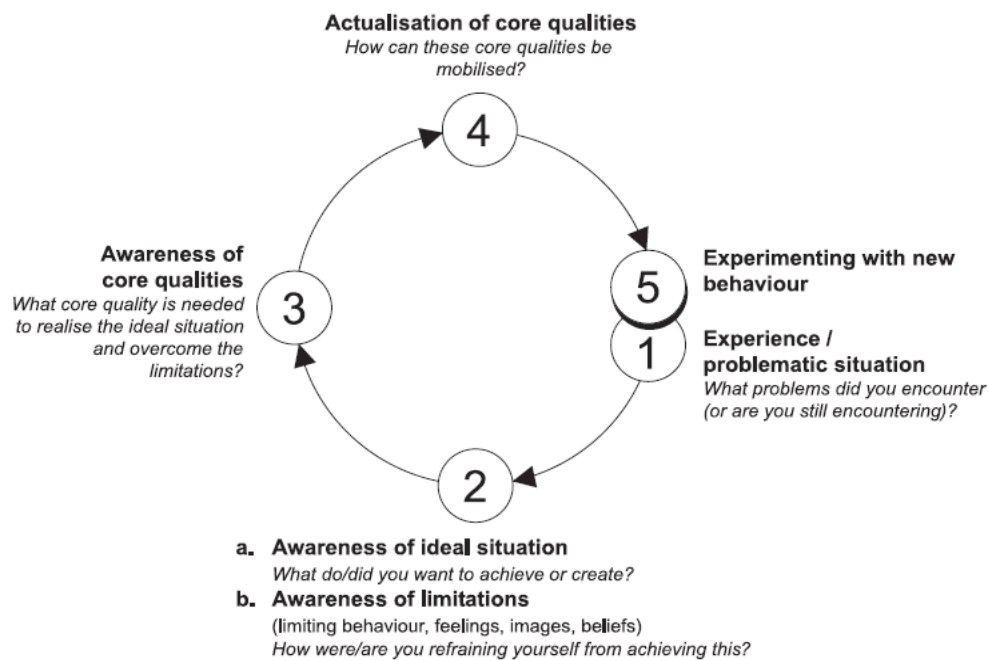 Actualisation of core qualities
How can these core qualities be
mobilised?
4
Awareness of
core qualities
What core quality is needed
to realise the ideal situation
and overcome the
limitations?
3
5
Experimenting with new
behaviour
1
Experience /
problematic situation
What problems did you encounter
(or are you still encountering)?
2
a. Awareness of ideal situation
What do/did you want to achieve or create?
b. Awareness of limitations
(limiting behaviour, feelings, images, beliefs)
How were/are you refraining yourself from achieving this?